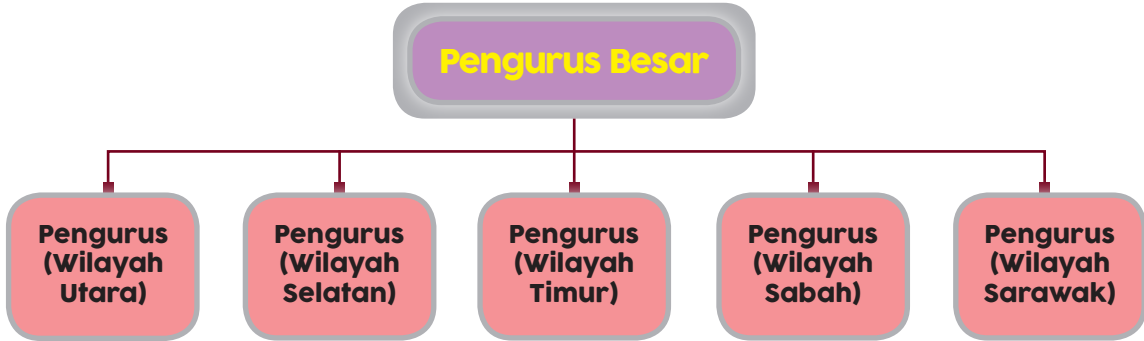 Pengurus Besar
Pengurus
(Wilayah
Utara)
Pengurus
(Wilayah
Selatan)
Pengurus
(Wilayah
Timur)
Pengurus
(Wilayah
Sabah)
Pengurus
(Wilayah
Sarawak)